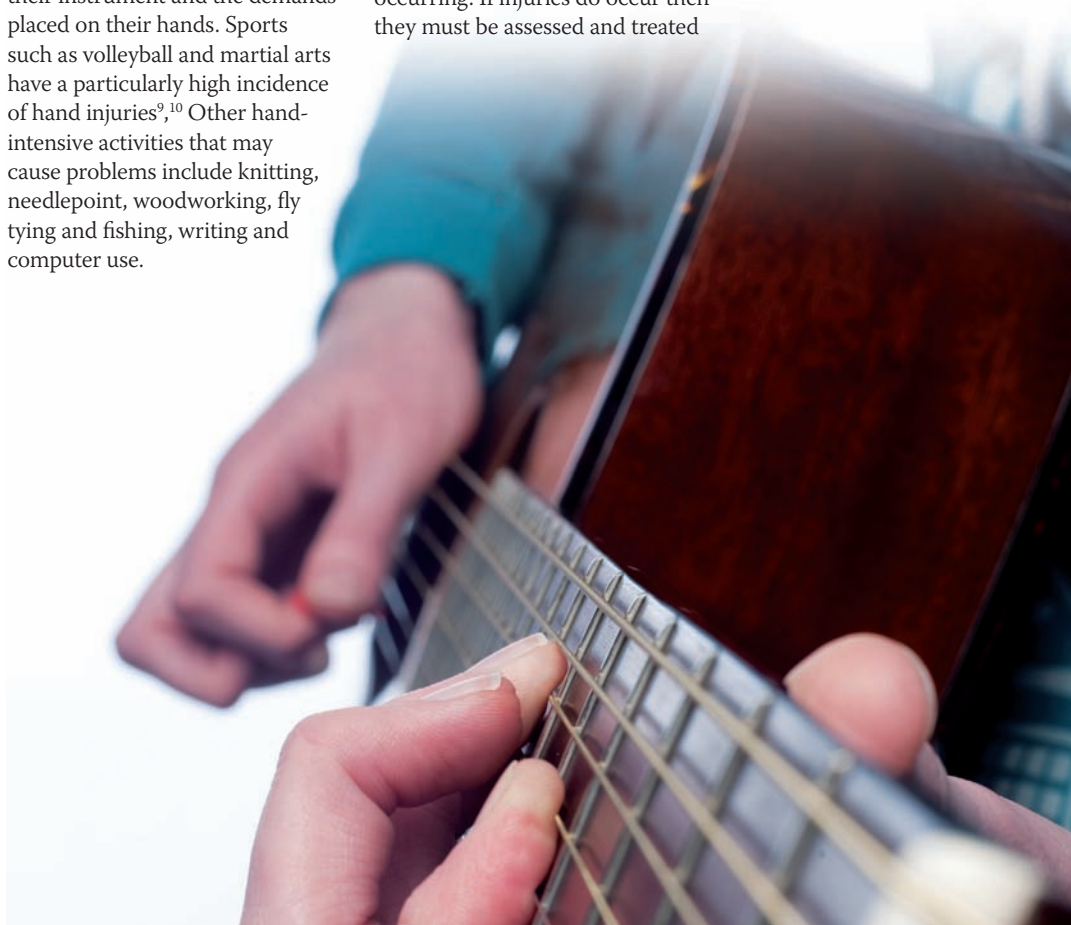 their instrument and the demands
placed on their hands. Sports
such as volleyball and martial arts
have a particularly high incidence
of hand injuries⁹,¹⁰ Other hand-
intensive activities that may
cause problems include knitting,
needlepoint, woodworking, fly
tying and fishing, writing and
computer use.
occurring. If injuries do occur then
they must be assessed and treated